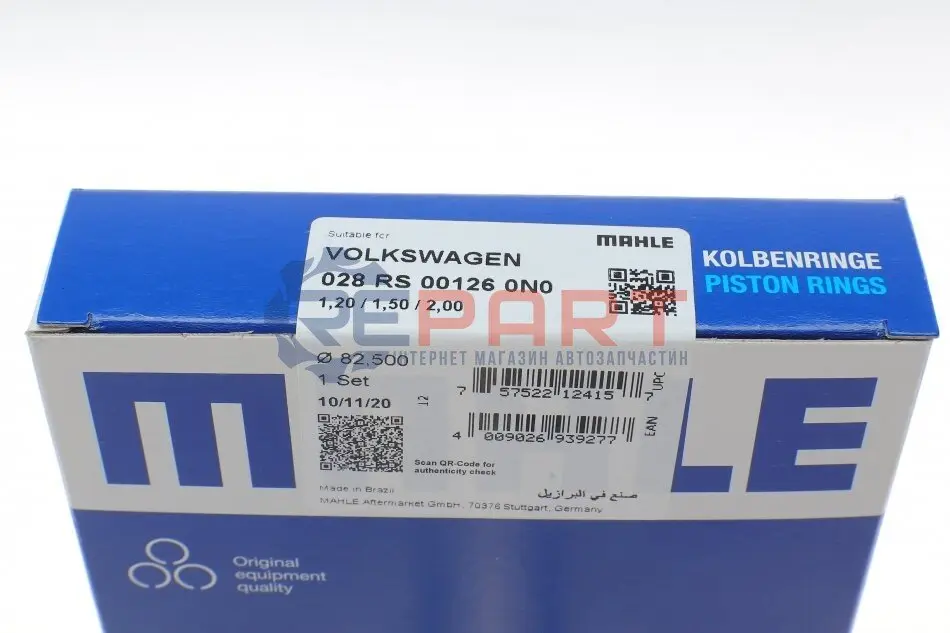 Suitable for
VOLKSWAGEN
MAHLE
028 RS 00126 0N0
1,20 / 1,50 / 2,00
KOLBENRINGE
PISTON RINGS
REPART
ІНТЕРНЕТ МАГАЗИН АВТОЗАПЧАСТИН
Ø 82,500
1 Set
10/11/20
12
7 57522 12415 7
UPC
4 009026 939277
EAN
Scan QR-Code for
authenticity check
Made in Brazil
صنع في البرازيل
MAHLE Aftermarket GmbH, 70376 Stuttgart, Germany
MAHLE
Original
equipment
quality